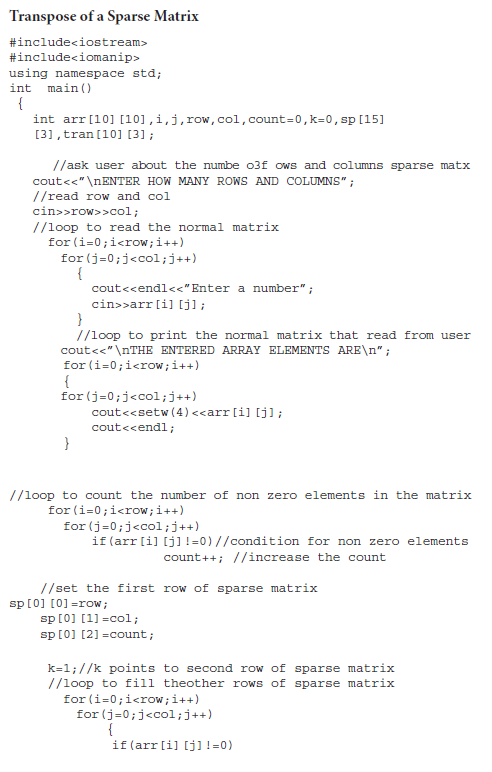 Transpose of a Sparse Matrix
#include<iostream>
#include<iomanip>
using namespace std;
int main()
{
int arr[10][10],i,j,row,col,count=0,k=0,sp[15]
[3],tran[10][3];
//ask user about the numbe o3f ows and columns sparse matx
cout<<”\nENTER HOW MANY ROWS AND COLUMNS”;
//read row and col
cin>>row>>col;
//loop to read the normal matrix
for(i=0;i<row;i++)
for(j=0;j<col;j++)
{
cout<<endl<<”Enter a number”;
cin>>arr[i][j];
}
//loop to print the normal matrix that read from user
cout<<”\nTHE ENTERED ARRAY ELEMENTS ARE\n”;
for(i=0;i<row;i++)
{
for(j=0;j<col;j++)
cout<<setw(4)<<arr[i][j];
cout<<endl;
}
//loop to count the number of non zero elements in the matrix
for(i=0;i<row;i++)
for(j=0;j<col;j++)
if(arr[i][j]!=0)//condition for non zero elements
count++; //increase the count
//set the first row of sparse matrix
sp[0][0]=row;
sp[0][1]=col;
sp[0][2]=count;
k=1;//k points to second row of sparse matrix
//loop to fill theother rows of sparse matrix
for(i=0;i<row;i++)
for(j=0;j<col;j++)
{
if(arr[i][j]!=0)